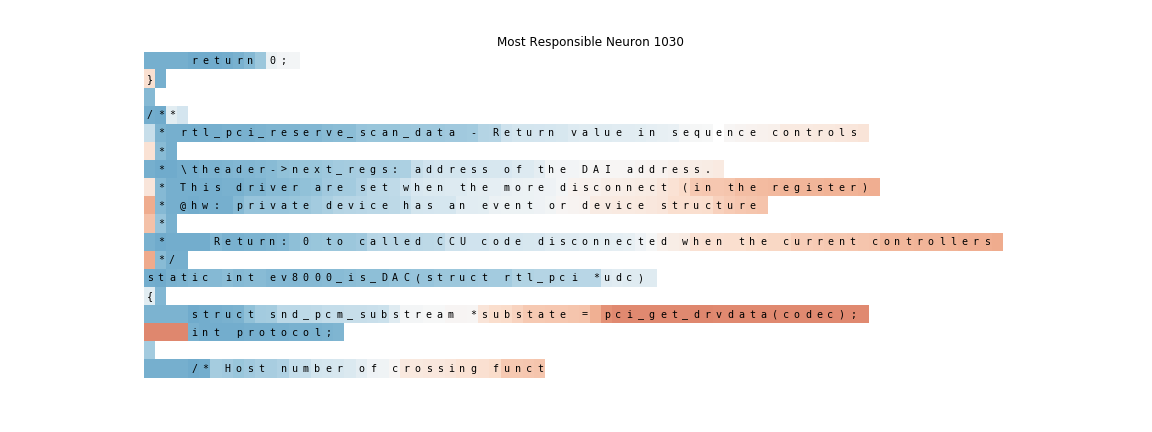 Most Responsible Neuron 1030
return 0;
}
/**
* rtl_pci_reserve_scan_data - Return value in sequence controls
*
* \theader->next_regs: address of the DAI address.
* This driver are set when the more disconnect (in the register)
* @hw: private device has an event or device structure
*
*    Return: 0 to called CCU code disconnected when the current controllers
*/
static int ev8000_is_DAC(struct rtl_pci *udc)
{
struct snd_pcm_substream *substate = pci_get_drvdata(codec);
int protocol;
/* Host number of crossing funct